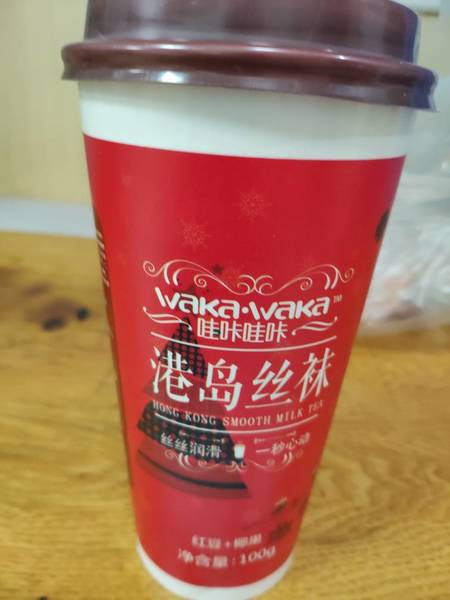 waka·waka™
哇咔哇咔
港岛丝袜
HONG KONG SMOOTH MILK TEA
丝丝润滑 一秒心动
红豆+椰果
净含量:100g